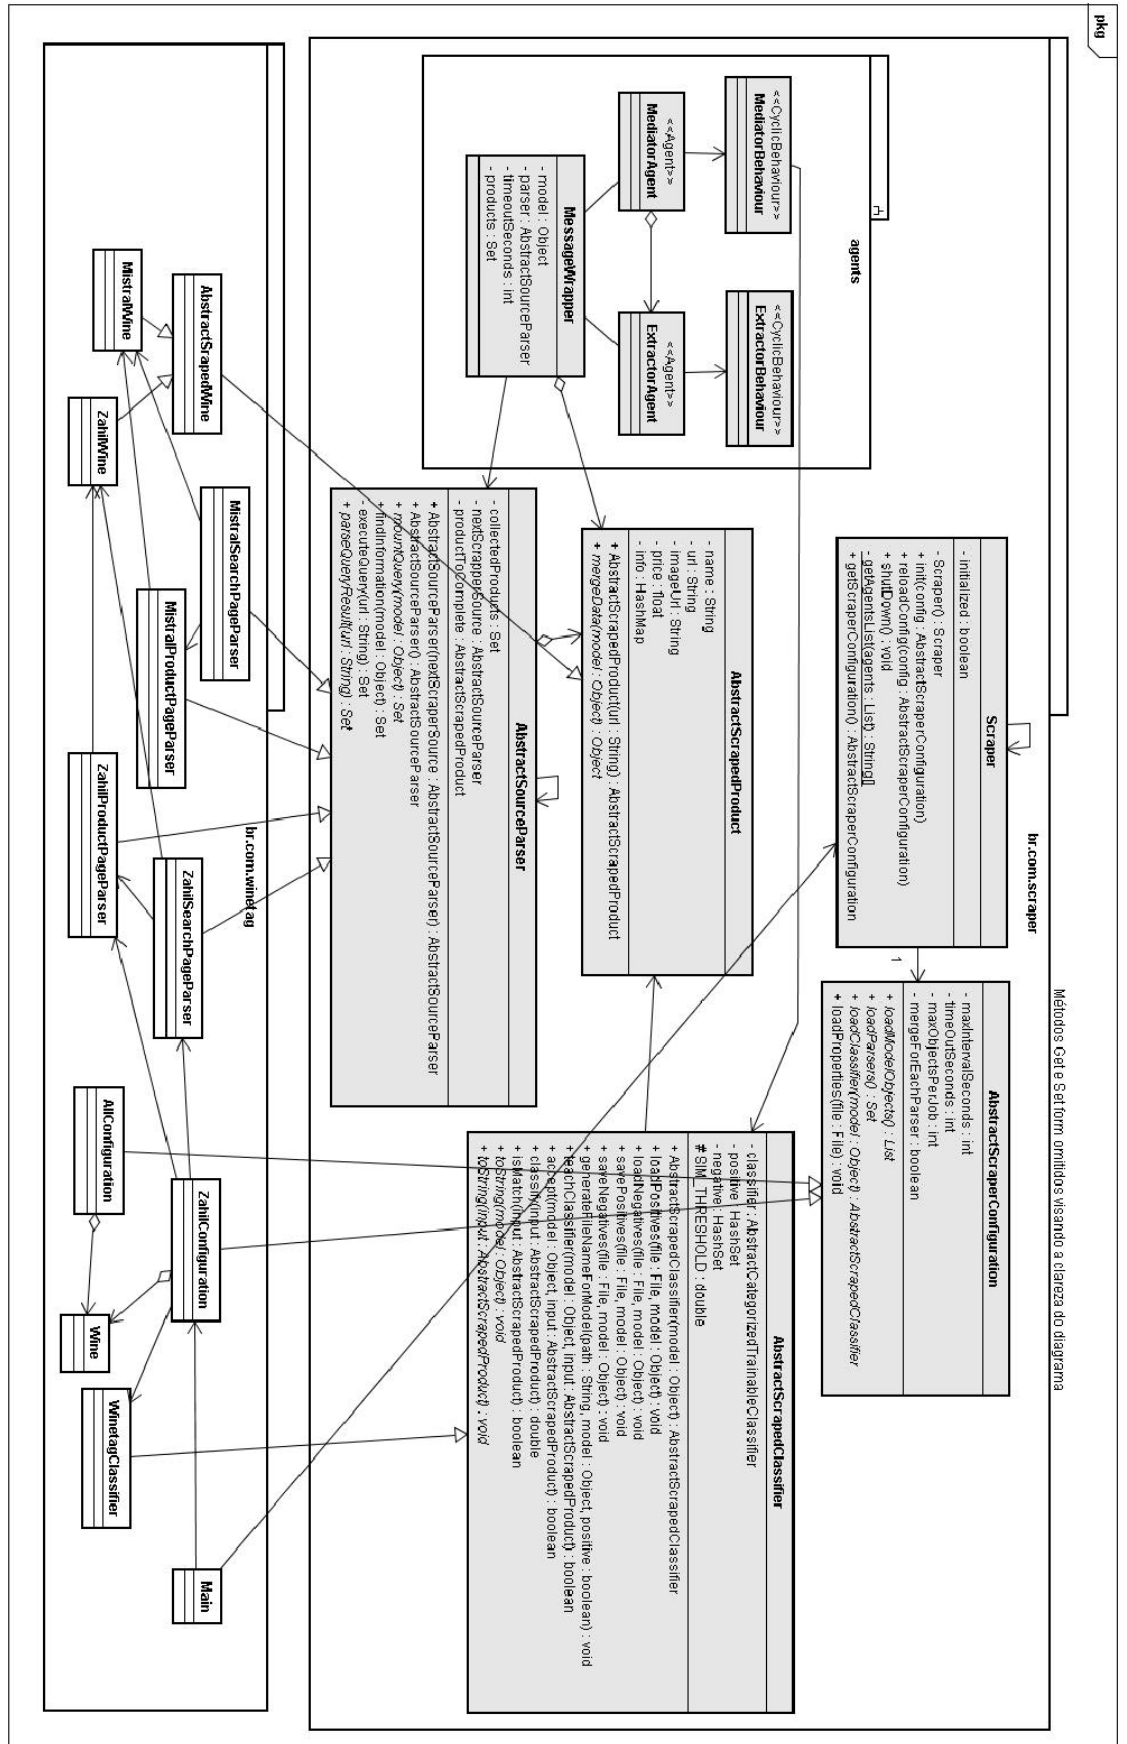 pkg
Métodos Get e Set form omitidos visando a clareza do diagrama
br.com.scraper
Scraper
- initialized : boolean
- Scraper() : Scraper
+ init(config : AbstractScraperConfiguration)
+ reloadConfig(config : AbstractScraperConfiguration)
+ shutDown() : void
- getAgentsList(agents : List) : String[]
+ getScraperConfiguration() : AbstractScraperConfiguration
1
AbstractScraperConfiguration
- maxIntervalSeconds : int
- timeOutSeconds : int
- maxObjectsPerJob : int
- mergeForEachParser : boolean
+ loadModelObjects() : List
+ loadParsers() : Set
+ loadClassifier(model : Object) : AbstractScrapedClassifier
+ loadProperties(file : File) : void
agents
<<CyclicBehaviour>>
MediatorBehaviour
<<CyclicBehaviour>>
ExtractorBehaviour
<<Agent>>
MediatorAgent
<<Agent>>
ExtractorAgent
MessageWrapper
- model : Object
- parser : AbstractSourceParser
- timeoutSeconds : int
- products : Set
AbstractScrapedProduct
- name : String
- url : String
- imageUrl : String
- price : float
- info : HashMap
+ AbstractScrapedProduct(url : String) : AbstractScrapedProduct
+ mergeData(model : Object) : Object
AbstractScrapedClassifier
- classifier : AbstractCategorizedTrainableClassifier
- positive : HashSet
- negative : HashSet
# SIM_THRESHOLD : double
+ AbstractScrapedClassifier(model : Object) : AbstractScrapedClassifier
+ loadPositives(file : File, model : Object) : void
+ loadNegatives(file : File, model : Object) : void
+ savePositives(file : File, model : Object) : void
+ saveNegatives(file : File, model : Object) : void
+ generateFileNameForModel(path : String, model : Object, positive : boolean) : void
+ teachClassifier(model : Object, input : AbstractScrapedProduct) : boolean
+ accept(model : Object, input : AbstractScrapedProduct) : boolean
+ classify(input : AbstractScrapedProduct) : double
+ isMatch(input : AbstractScrapedProduct) : boolean
+ toString(model : Object) : void
+ toString(input : AbstractScrapedProduct) : void
AbstractSourceParser
- collectedProducts : Set
- nextScrapperSource : AbstractSourceParser
- productToComplete : AbstractScrapedProduct
+ AbstractSourceParser(nextScraperSource : AbstractSourceParser) : AbstractSourceParser
+ AbstractSourceParser() : AbstractSourceParser
+ mountQuery(model : Object) : Set
+ findInformation(model : Object) : Set
- executeQuery(url : String) : Set
+ parseQueryResult(url : String) : Set
br.com.winetag
AbstractSrapedWine
MistralWine
ZahilWine
MistralSearchPageParser
MistralProductPageParser
ZahilProductPageParser
ZahilSearchPageParser
AllConfiguration
ZahilConfiguration
Wine
WinetagClassifier
Main